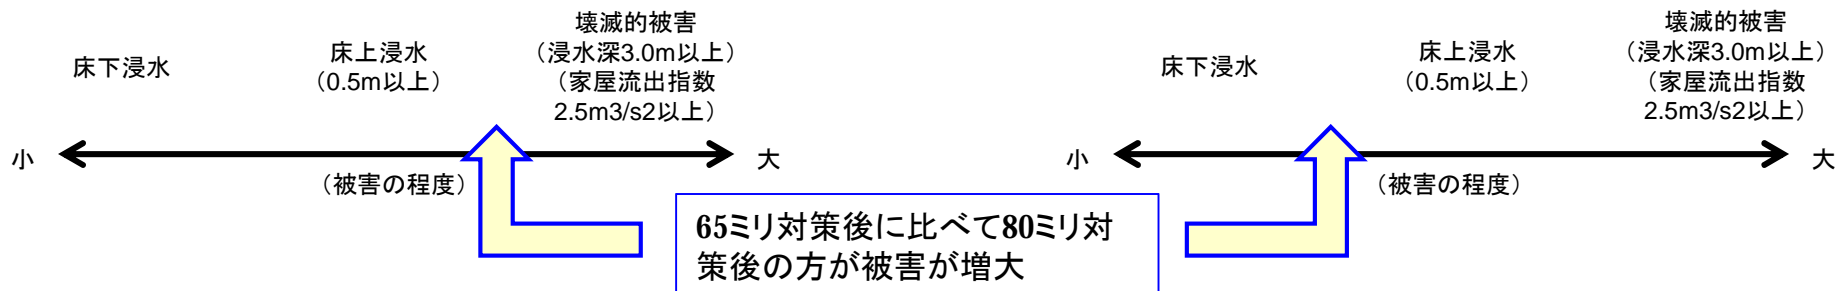 床下浸水
床上浸水
（0.5m以上）
壊滅的被害
（浸水深3.0m以上）
（家屋流出指数
2.5m3/s2以上）
小
大
（被害の程度）
床下浸水
床上浸水
（0.5m以上）
壊滅的被害
（浸水深3.0m以上）
（家屋流出指数
2.5m3/s2以上）
小
大
（被害の程度）
65ミリ対策後に比べて80ミリ対
策後の方が被害が増大